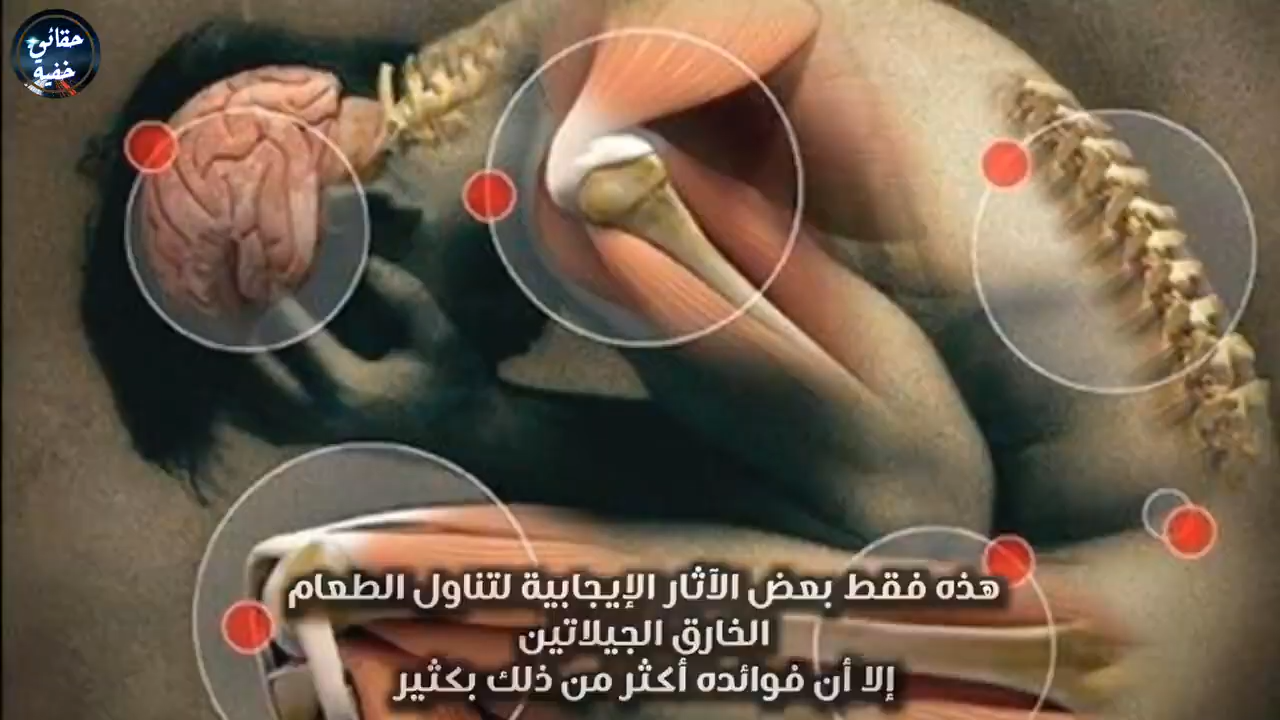 حقائق
خفية
هذه فقط بعض الآثار الإيجابية لتناول الطعام
الخارق الجيلاتين
إلا أن فوائده أكثر من ذلك بكثير